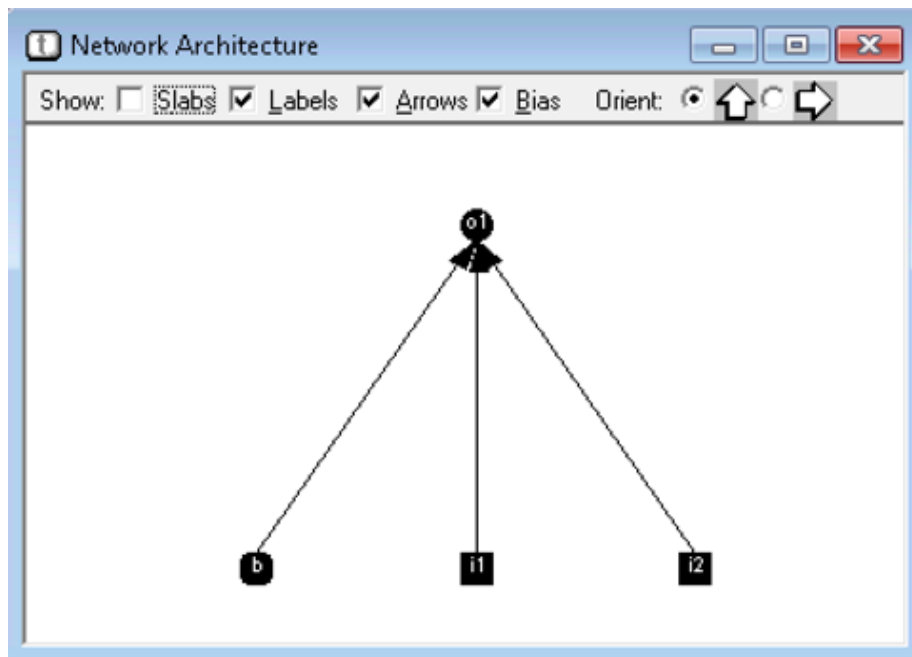 t Network Architecture
Show: Slabs Labels Arrows Bias Orient:
o1
b i1 i2